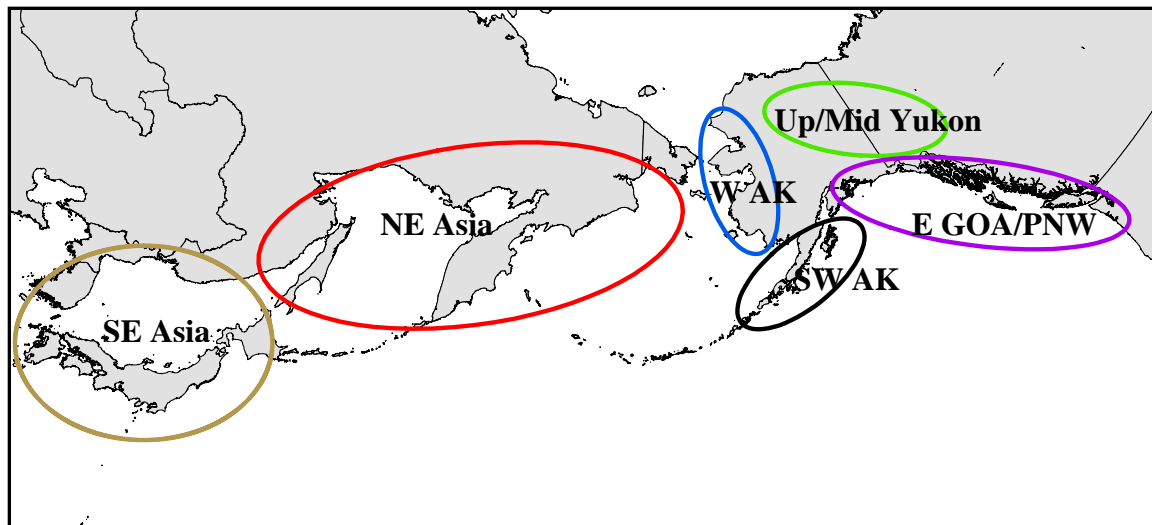 Up/Mid Yukon
W AK
NE Asia
E GOA/PNW
SW AK
SE Asia